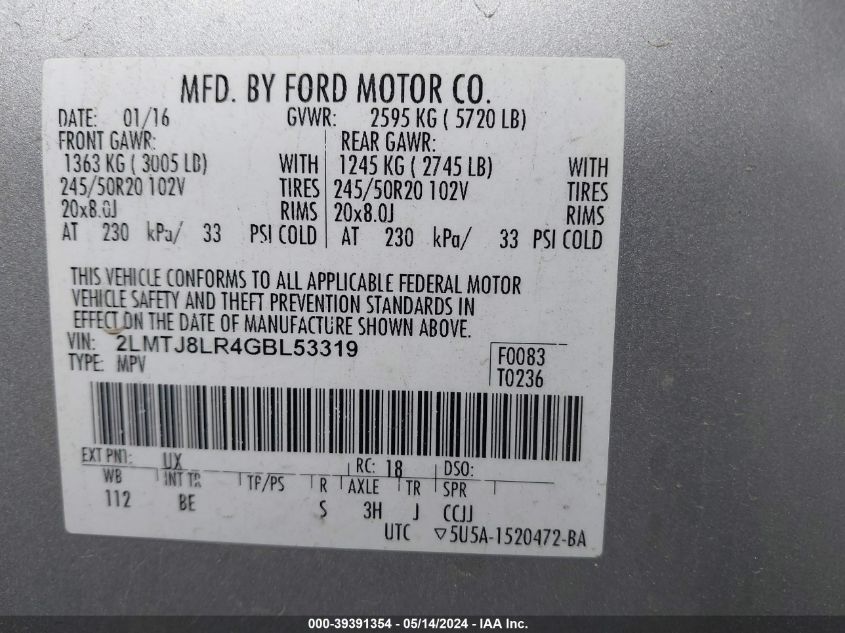 MFD. BY FORD MOTOR CO.
DATE: 01/16 GVWR: 2595 KG ( 5720 LB)
FRONT GAWR: REAR GAWR:
1363 KG ( 3005 LB) WITH 1245 KG ( 2745 LB) WITH
245/50R20 102V TIRES 245/50R20 102V TIRES
20x8.0J RIMS 20x8.0J RIMS
AT 230 kPa/ 33 PSI COLD AT 230 kPa/ 33 PSI COLD
THIS VEHICLE CONFORMS TO ALL APPLICABLE FEDERAL MOTOR
VEHICLE SAFETY AND THEFT PREVENTION STANDARDS IN
EFFECT ON THE DATE OF MANUFACTURE SHOWN ABOVE.
VIN: 2LMTJ8LR4GBL53319 F0083
TYPE: MPV T0236
EXT PNT: UX RC: 18 DSO:
WB INT TR TP/PS R AXLE TR SPR
112 BE S 3H J CCJJ
UTC ▽5U5A-1520472-BA
000-39391354 - 05/14/2024 - IAA Inc.